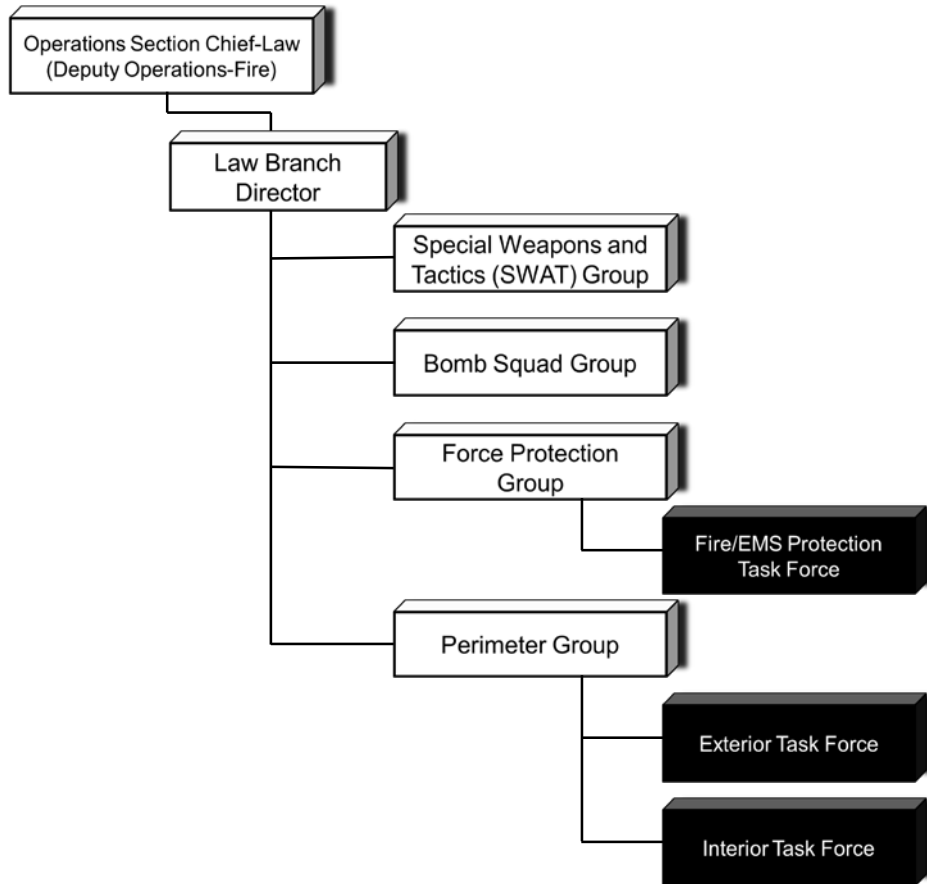 Operations Section Chief-Law
(Deputy Operations-Fire)
Law Branch
Director
Special Weapons and
Tactics (SWAT) Group
Bomb Squad Group
Force Protection
Group
Fire/EMS Protection
Task Force
Perimeter Group
Exterior Task Force
Interior Task Force